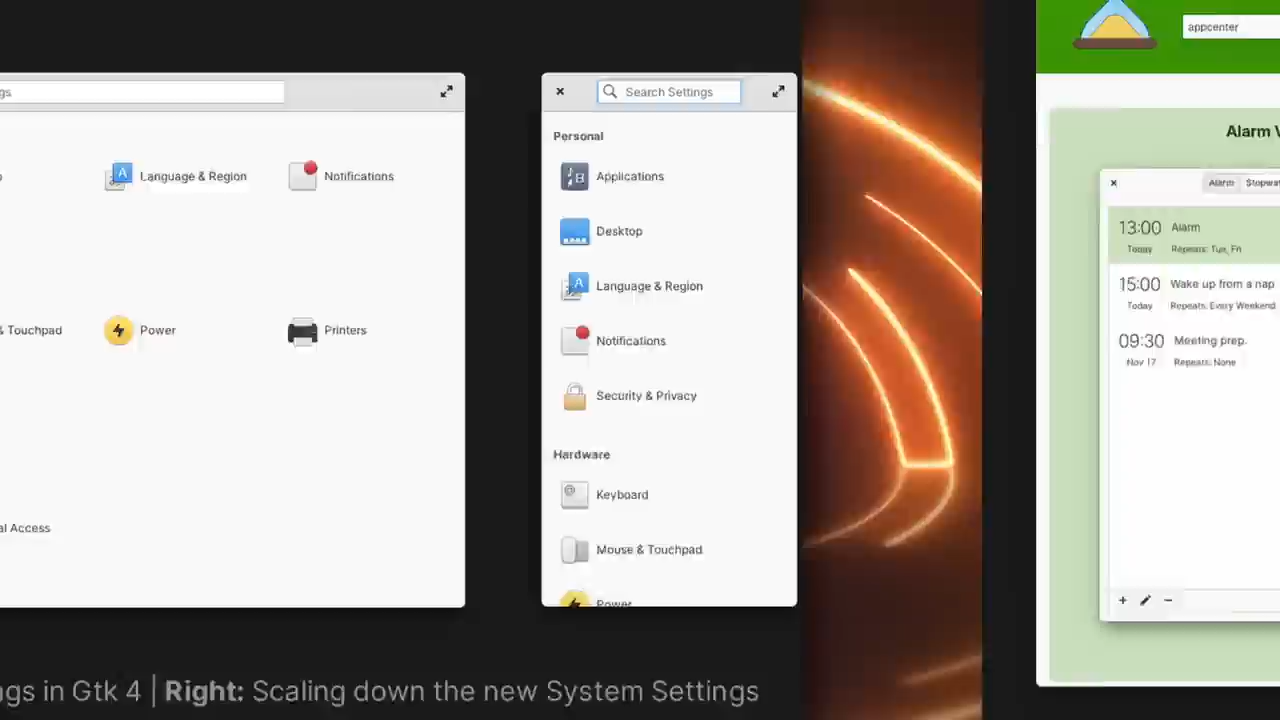 gs
Language & Region
Notifications
& Touchpad
Power
Printers
al Access
Search Settings
Personal
Applications
Desktop
Language & Region
Notifications
Security & Privacy
Hardware
Keyboard
Mouse & Touchpad
Power
ngs in Gtk 4 | Right: Scaling down the new System Settings
appcenter
Alarm
Alarm Stopwat
13:00 Alarm
Today Repeats: Tue, Fri
15:00 Wake up from a nap
Today Repeats: Every Weekend
09:30 Meeting prep.
Nov 17 Repeats: None